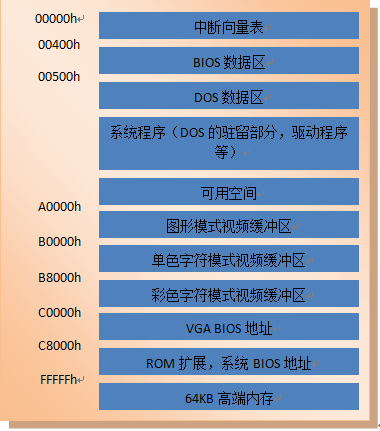 00000h
中断向量表
00400h
BIOS 数据区
00500h
DOS 数据区
系统程序（DOS 的驻留部分，驱动程序
等）
可用空间
A0000h
图形模式视频缓冲区
B0000h
单色字符模式视频缓冲区
B8000h
彩色字符模式视频缓冲区
C0000h
VGA BIOS 地址
C8000h
ROM 扩展，系统 BIOS 地址
FFFFFh
64KB 高端内存